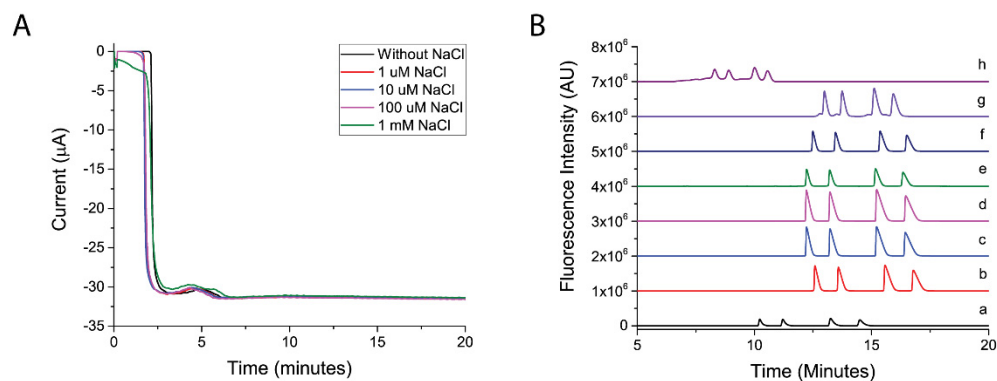 A
Current (μA)
0
-5
-10
-15
-20
-25
-30
-35
0
5
10
15
20
Time (minutes)
Without NaCl
1 uM NaCl
10 uM NaCl
100 uM NaCl
1 mM NaCl
B
Fluorescence Intensity (AU)
8x10⁶
7x10⁶
6x10⁶
5x10⁶
4x10⁶
3x10⁶
2x10⁶
1x10⁶
0
h
g
f
e
d
c
b
a
5
10
15
20
Time (Minutes)